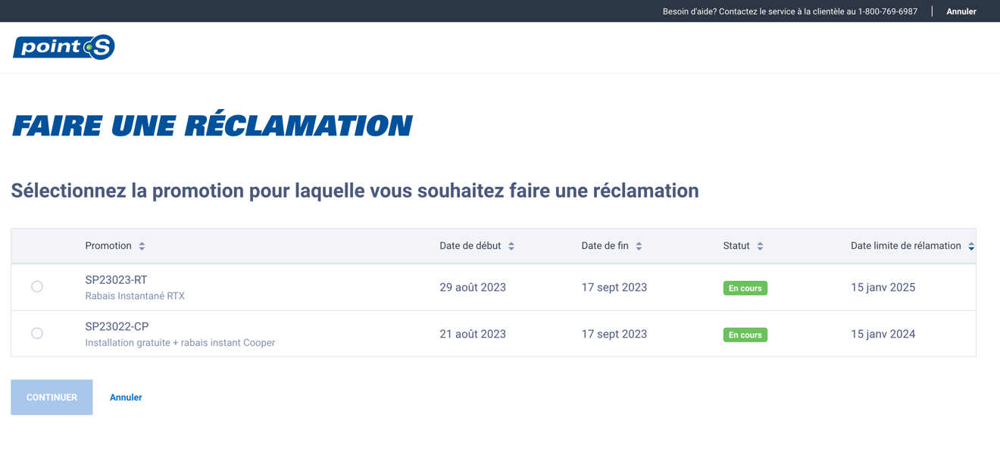 Besoin d'aide? Contactez le service à la clientèle au 1-800-769-6987 | Annuler
point S
FAIRE UNE RÉCLAMATION
Sélectionnez la promotion pour laquelle vous souhaitez faire une réclamation
Promotion Date de début Date de fin Statut Date limite de rélamation
SP23023-RT
Rabais Instantané RTX
29 août 2023 17 sept 2023 En cours 15 janv 2025
SP23022-CP
Installation gratuite + rabais instant Cooper
21 août 2023 17 sept 2023 En cours 15 janv 2024
CONTINUER Annuler